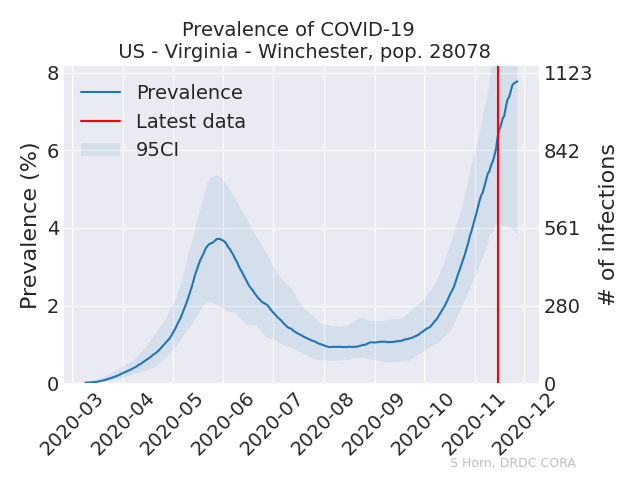 Prevalence of COVID-19
US - Virginia - Winchester, pop. 28078
Prevalence
Latest data
95CI
Prevalence (%)
8
6
4
2
0
1123
842
561
280
0
# of infections
2020-03
2020-04
2020-05
2020-06
2020-07
2020-08
2020-09
2020-10
2020-11
2020-12
S Horn, DRDC CORA